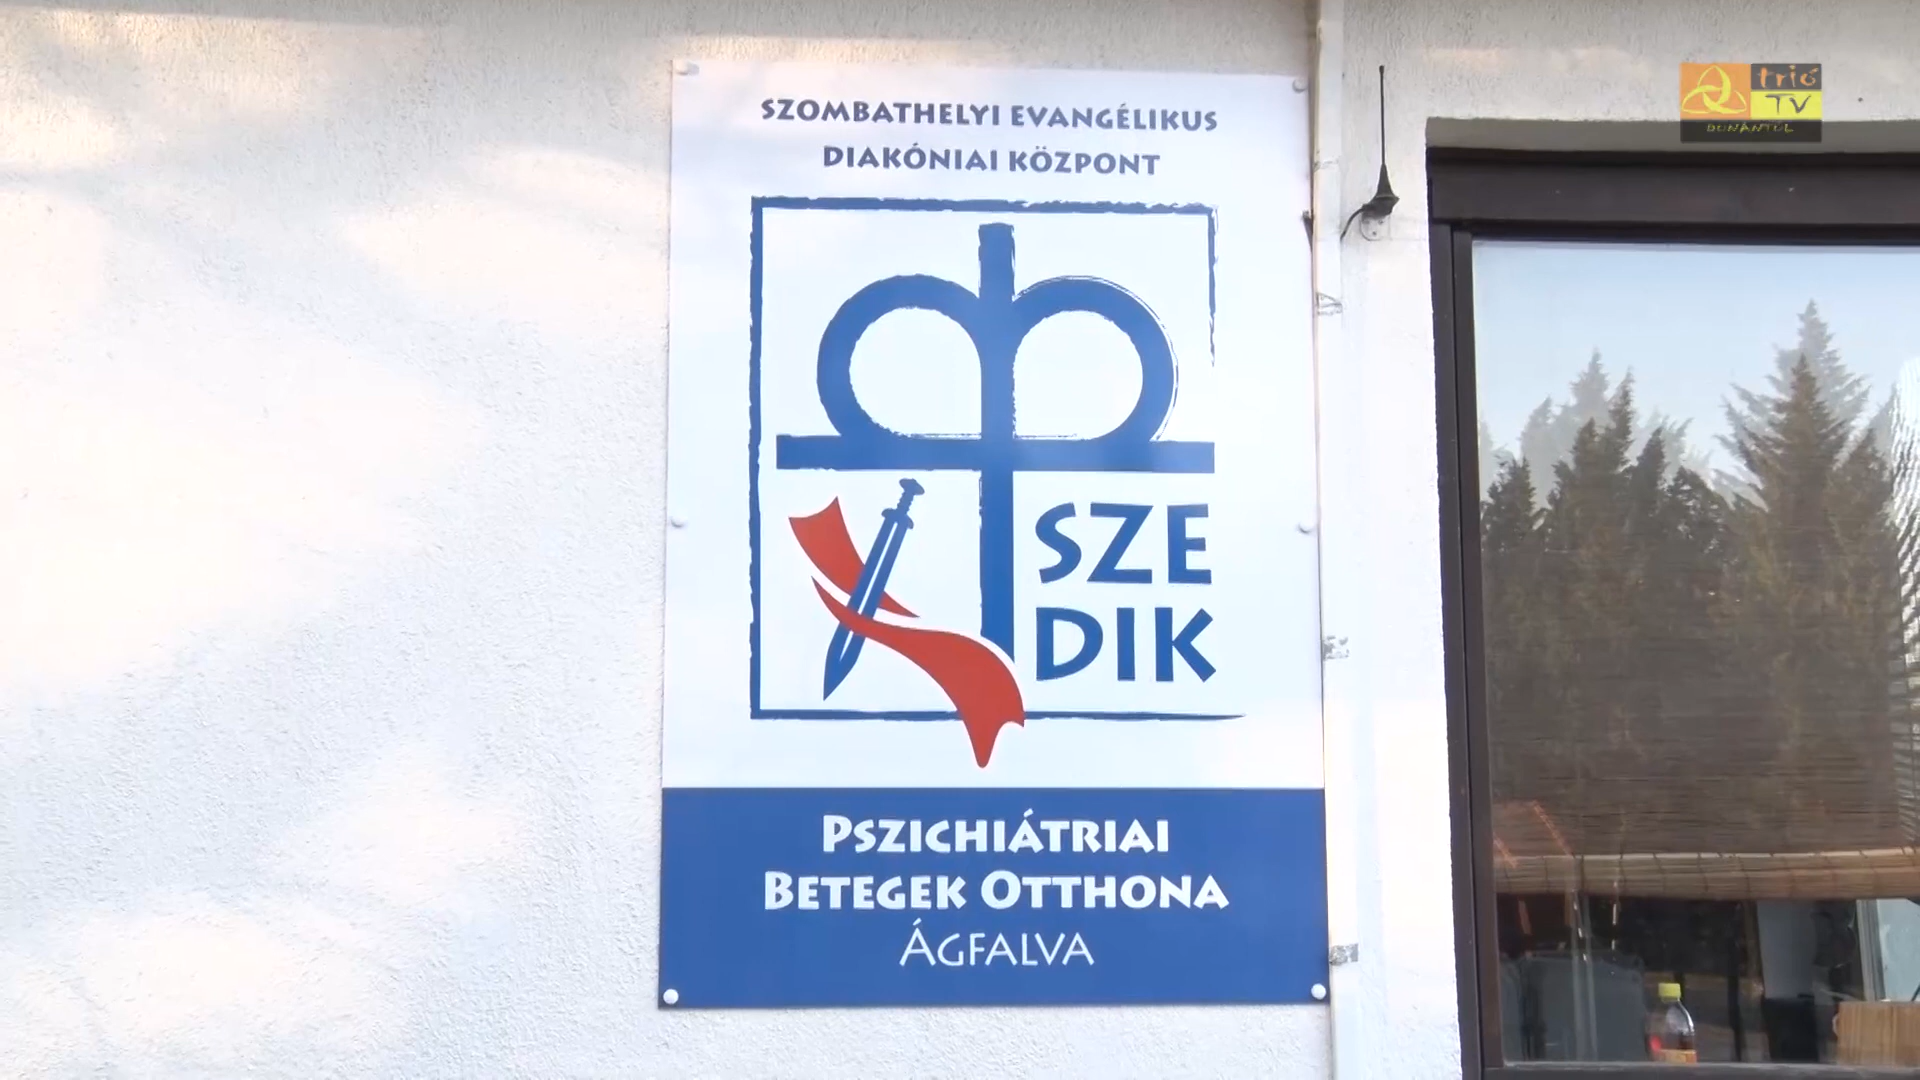 SZOMBATHELYI EVANGÉLIKUS
DIAKÓNIAI KÖZPONT
SZE
DIK
PSZICHIÁTRIAI
BETEGEK OTTHONA
ÁGFALVA
trió
TV
DUNÁNTÚL